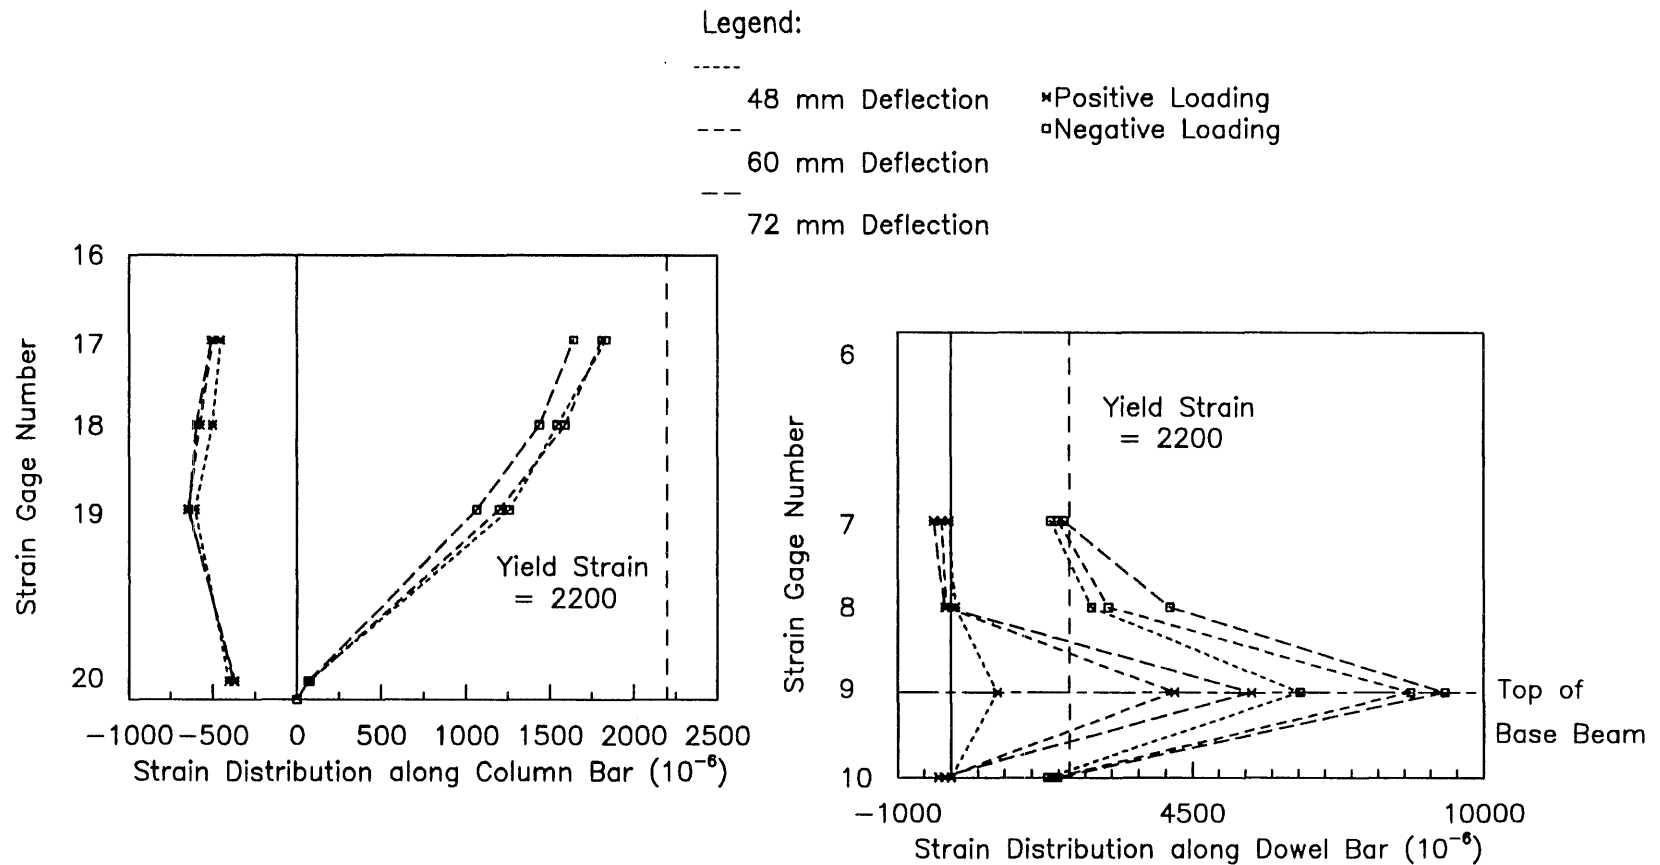 Legend:
48 mm Deflection
60 mm Deflection
72 mm Deflection
Positive Loading
Negative Loading
16
17
18
19
20
Strain Gage Number
Yield Strain
= 2200
−1000 −500 0 500 1000 1500 2000 2500
Strain Distribution along Column Bar (10⁻⁶)
6
7
8
9
10
Strain Gage Number
Yield Strain
= 2200
Top of
Base Beam
−1000 4500 10000
Strain Distribution along Dowel Bar (10⁻⁶)